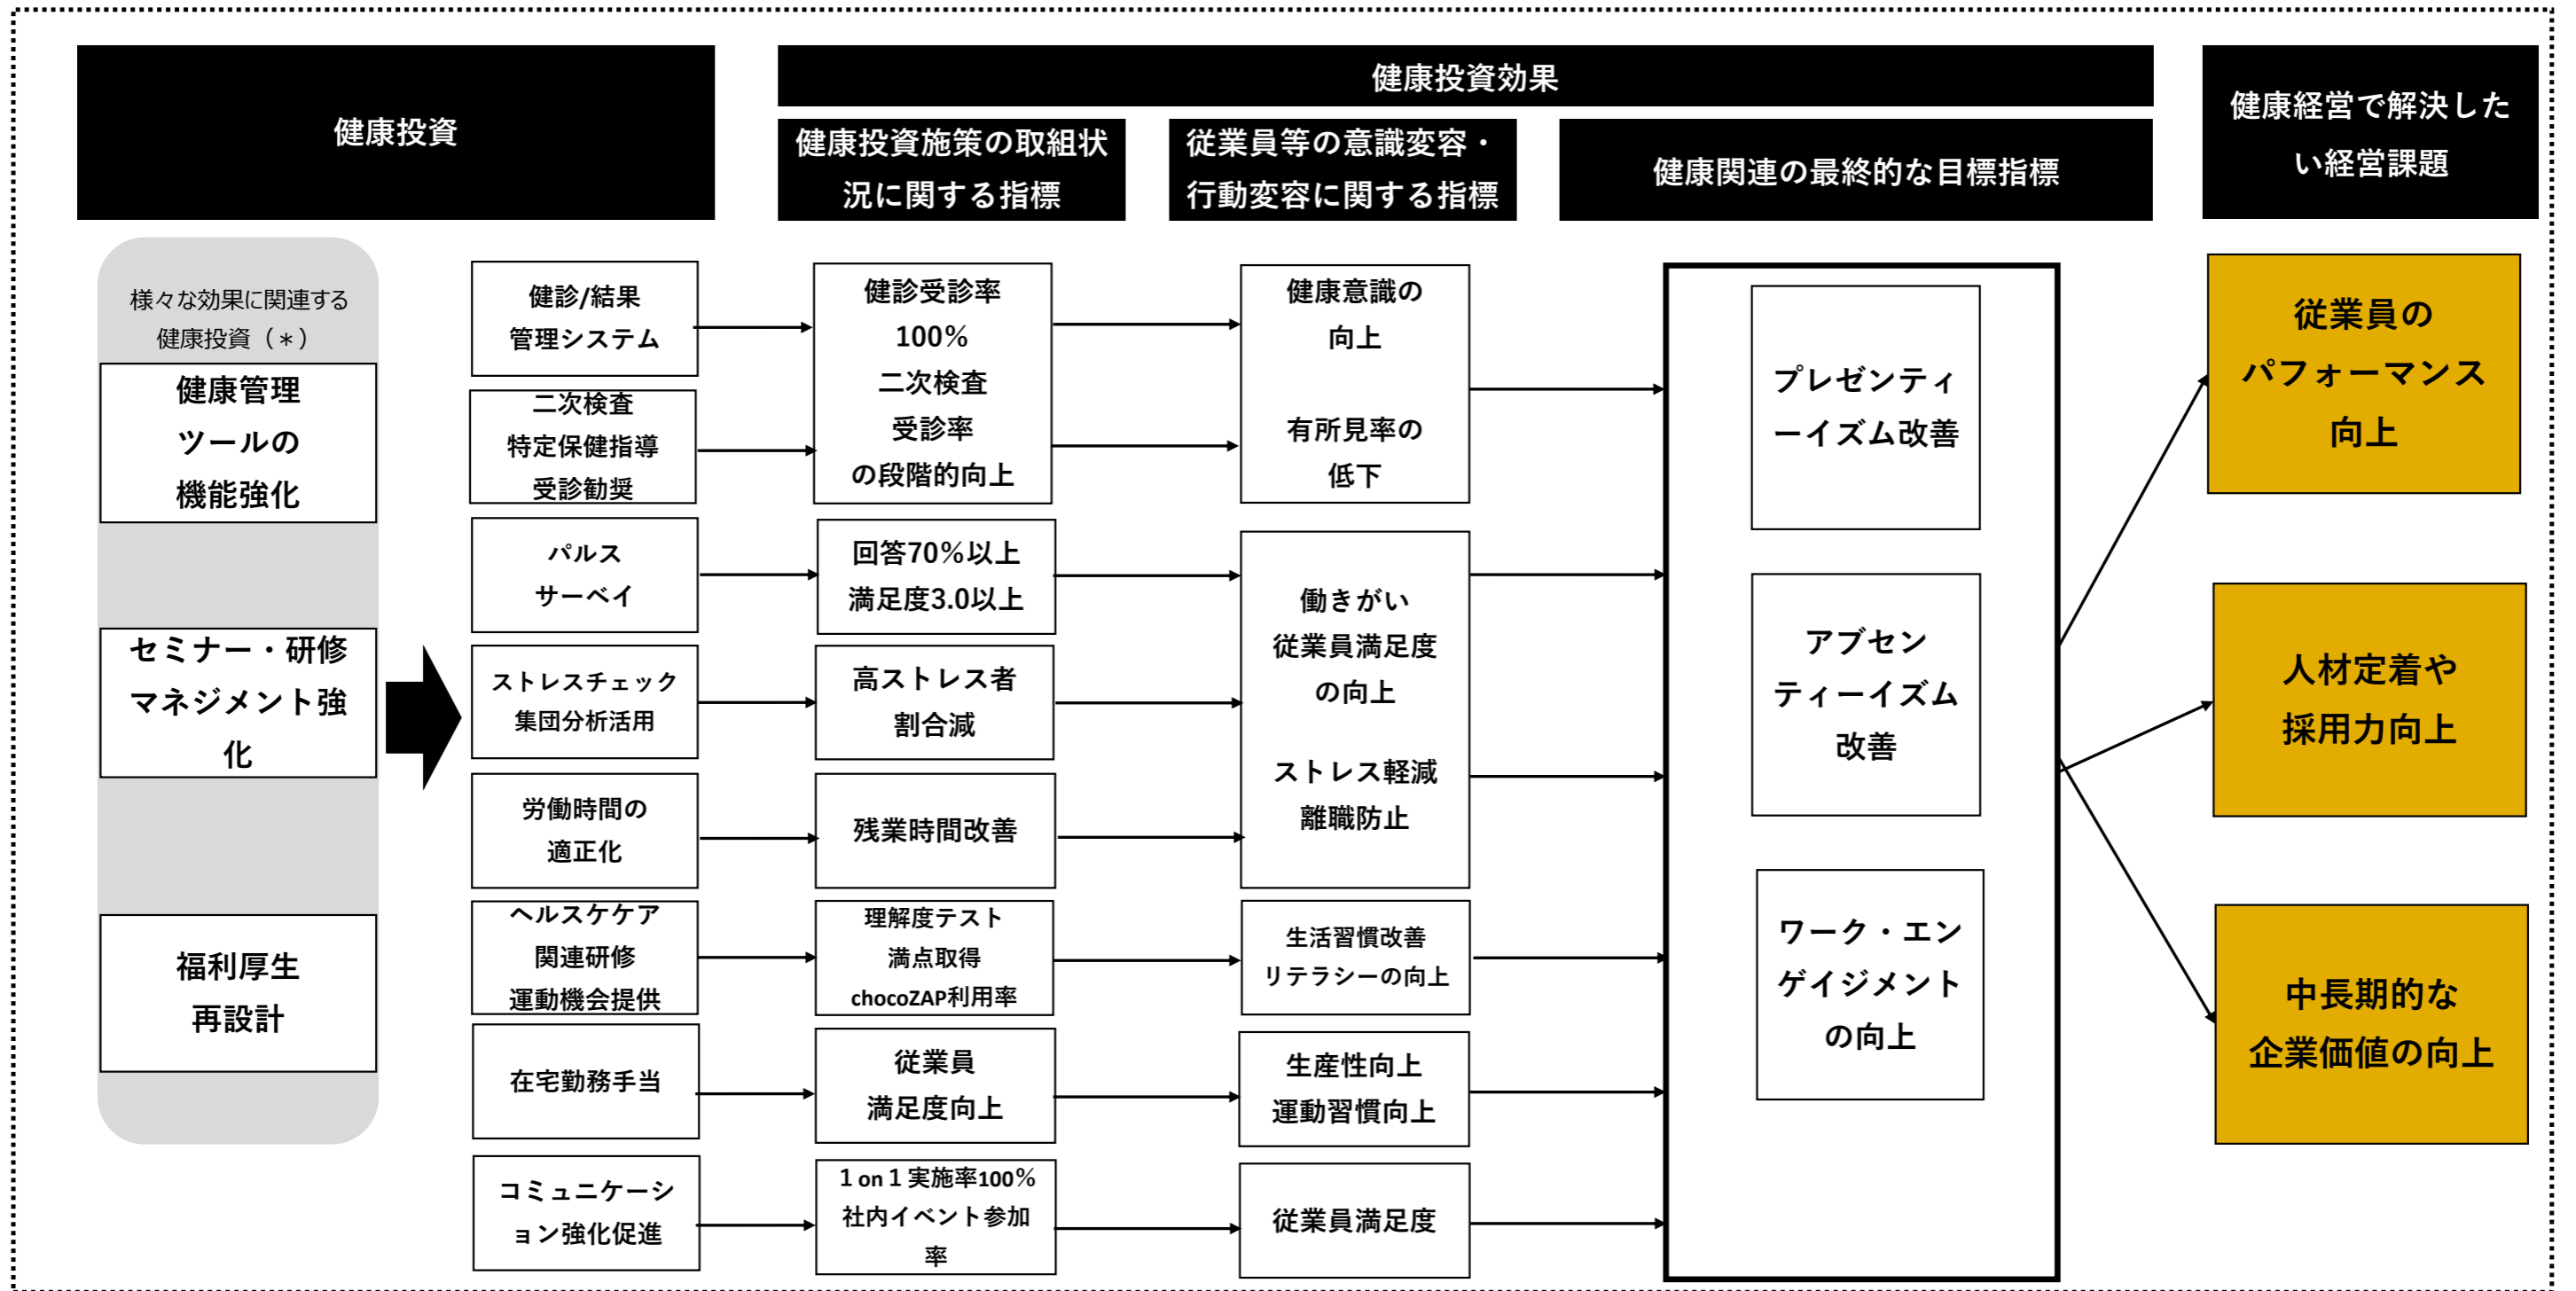 健康投資
健康投資効果
健康投資施策の取組状
況に関する指標
従業員等の意識変容・
行動変容に関する指標
健康関連の最終的な目標指標
健康経営で解決した
い経営課題
様々な効果に関連する
健康投資（＊）
健康管理
ツールの
機能強化
セミナー・研修
マネジメント強
化
福利厚生
再設計
健診/結果
管理システム
二次検査
特定保健指導
受診勧奨
パルス
サーベイ
ストレスチェック
集団分析活用
労働時間の
適正化
ヘルスケケア
関連研修
運動機会提供
在宅勤務手当
コミュニケーシ
ョン強化促進
健診受診率
100％
二次検査
受診率
の段階的向上
回答70％以上
満足度3.0以上
高ストレス者
割合減
残業時間改善
理解度テスト
満点取得
chocoZAP利用率
従業員
満足度向上
１on１実施率100％
社内イベント参加
率
健康意識の
向上
有所見率の
低下
働きがい
従業員満足度
の向上
ストレス軽減
離職防止
生活習慣改善
リテラシーの向上
生産性向上
運動習慣向上
従業員満足度
プレゼンティ
ーイズム改善
アブセン
ティーイズム
改善
ワーク・エン
ゲイジメント
の向上
従業員の
パフォーマンス
向上
人材定着や
採用力向上
中長期的な
企業価値の向上